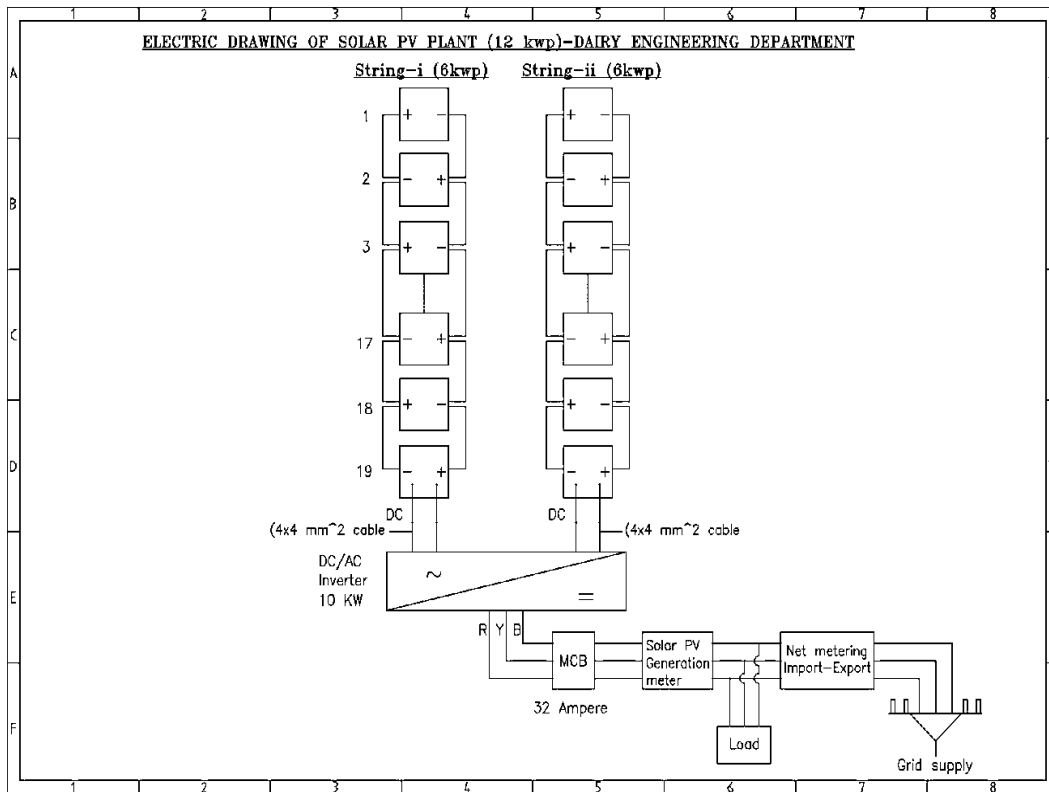 1 2 3 4 5 6 7 8
ELECTRIC DRAWING OF SOLAR PV PLANT (12 kwp)-DAIRY ENGINEERING DEPARTMENT
A
String-i (6kwp) String-ii (6kwp)
1 + - + -
2 - + - +
B
3 + - + -
C
17 - + - +
18 + - + -
D
19 - + - +
DC DC
(4x4 mm^2 cable (4x4 mm^2 cable
DC/AC
Inverter
10 KW
~
=
E
R Y B
MCB
32 Ampere
Solar PV
Generation
meter
Net metering
Import-Export
F
Load
Grid supply
1 2 3 4 5 6 7 8
A
B
C
D
E
F